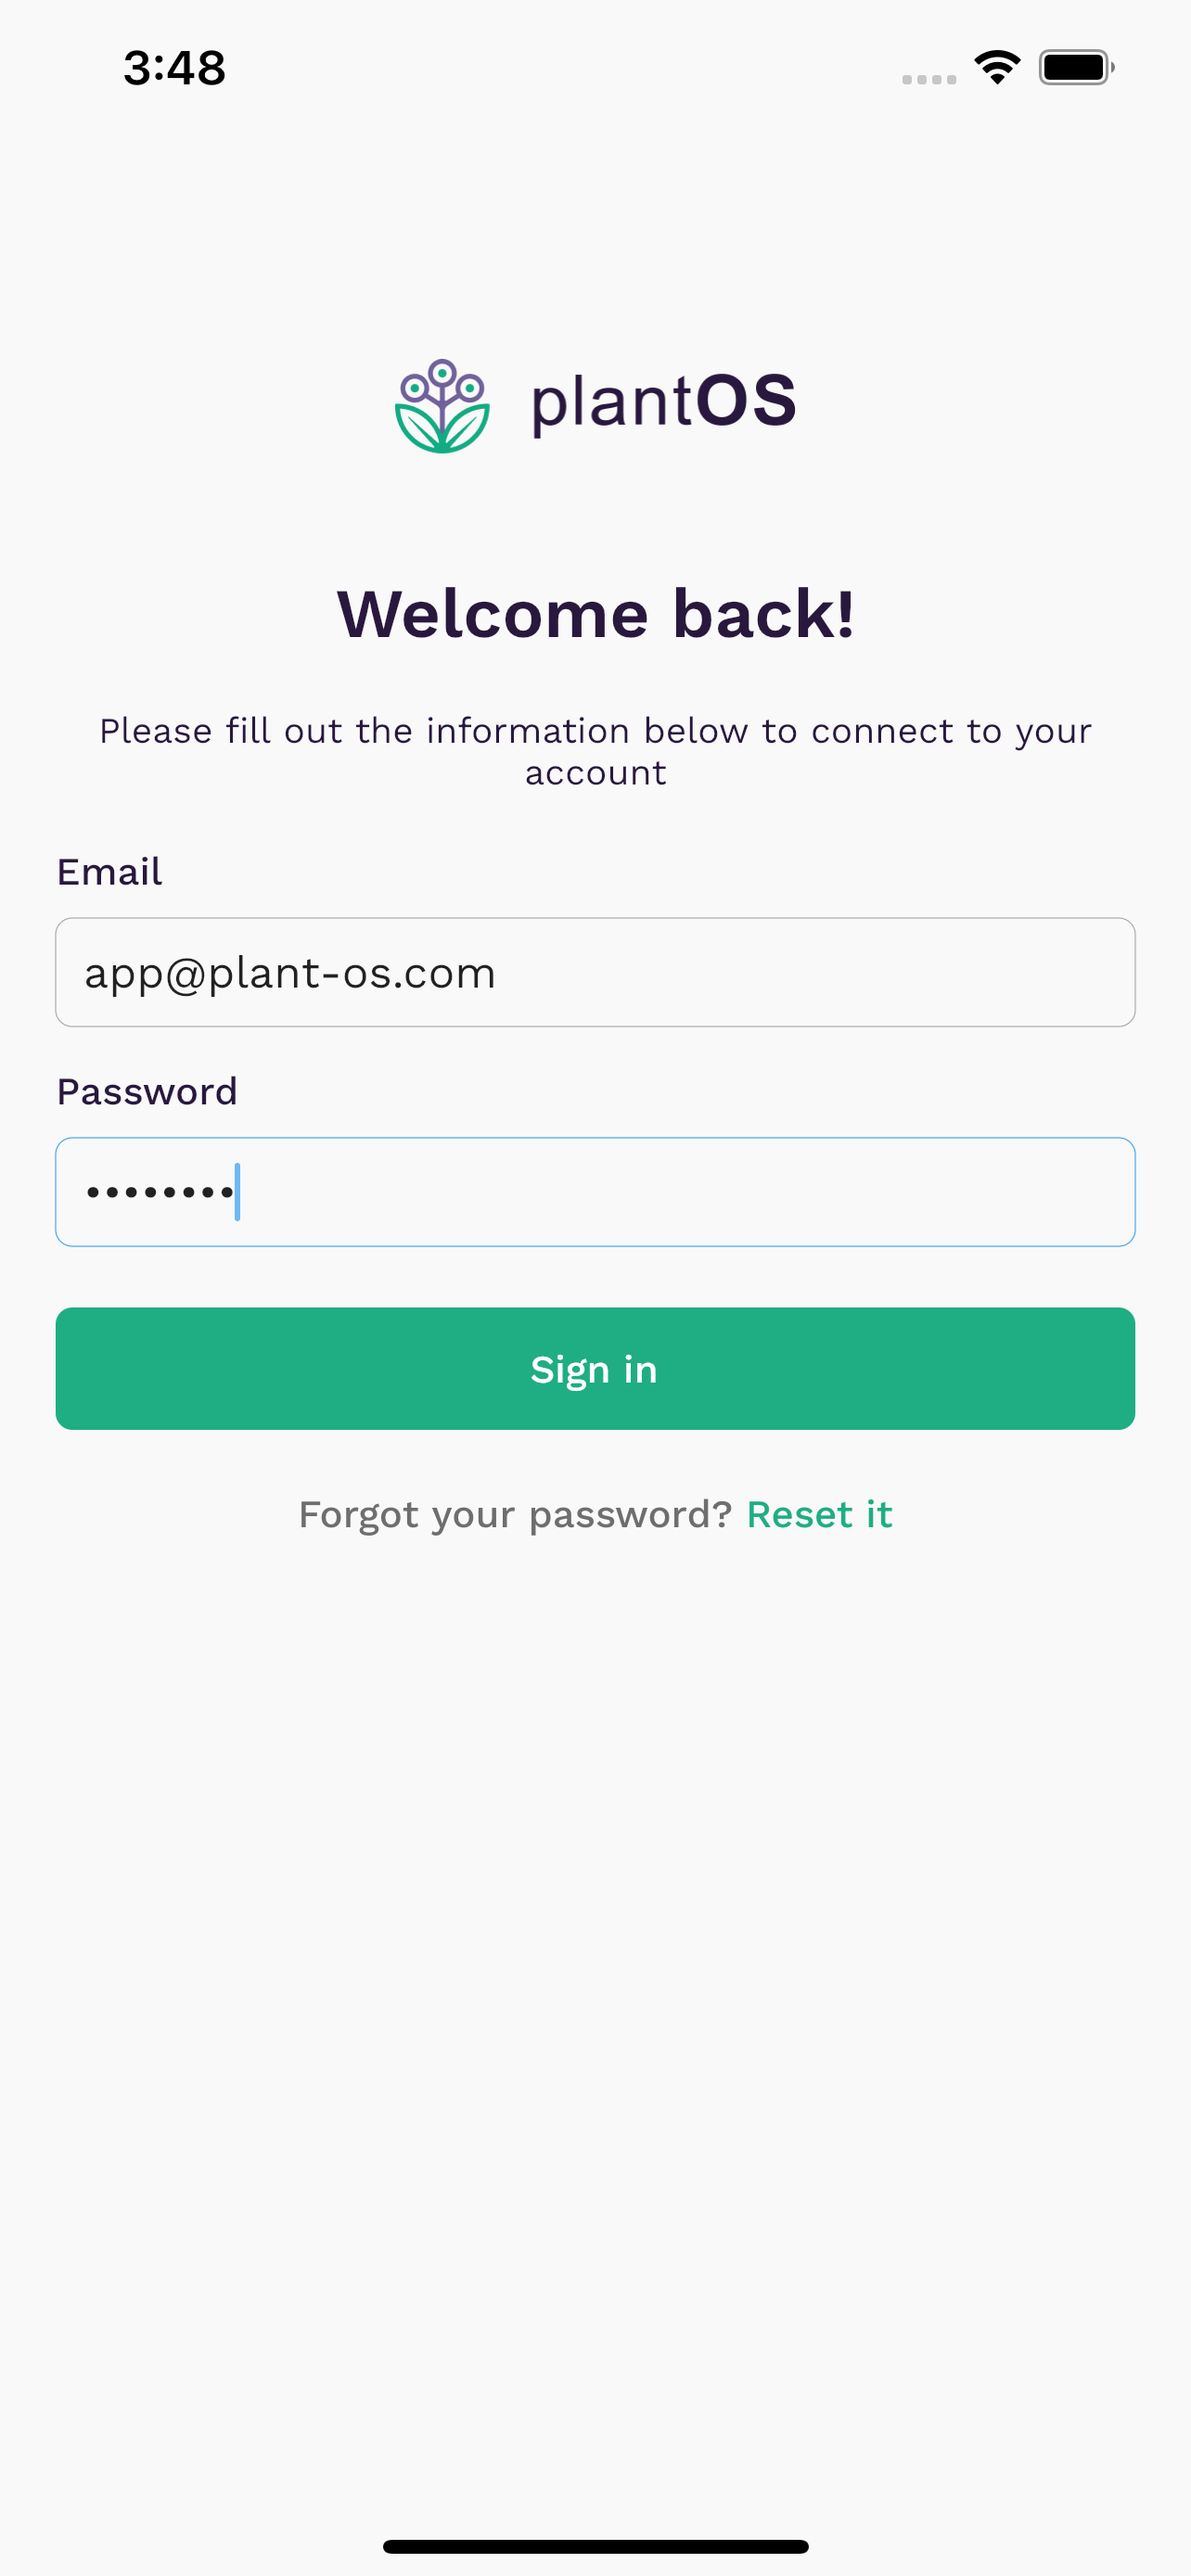 3:48
plantOS
Welcome back!
Please fill out the information below to connect to your
account
Email
app@plant-os.com
Password
••••••••
Sign in
Forgot your password? Reset it